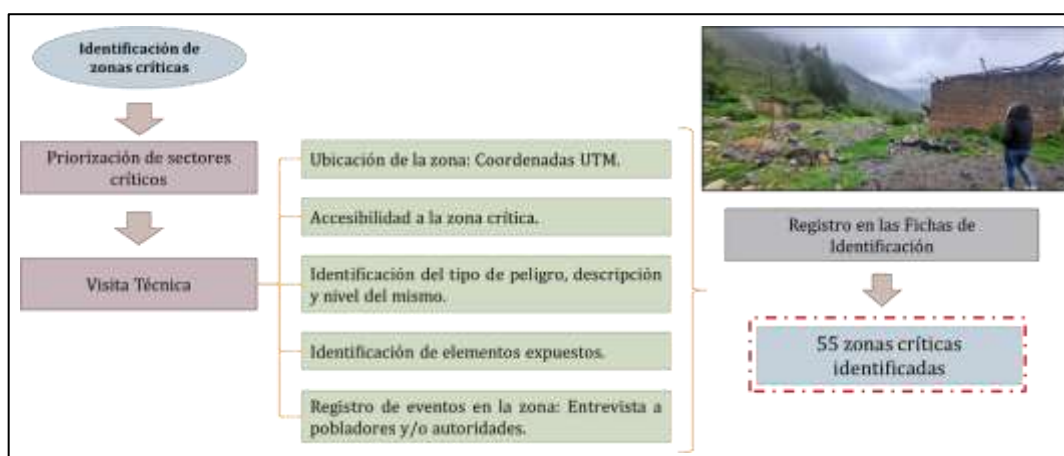 Identificación de
zonas críticas
Priorización de sectores
críticos
Visita Técnica
Ubicación de la zona: Coordenadas UTM.
Accesibilidad a la zona crítica.
Identificación del tipo de peligro, descripción
y nivel del mismo.
Identificación de elementos expuestos.
Registro de eventos en la zona: Entrevista a
pobladores y/o autoridades.
Registro en las Fichas de
Identificación
55 zonas críticas
identificadas